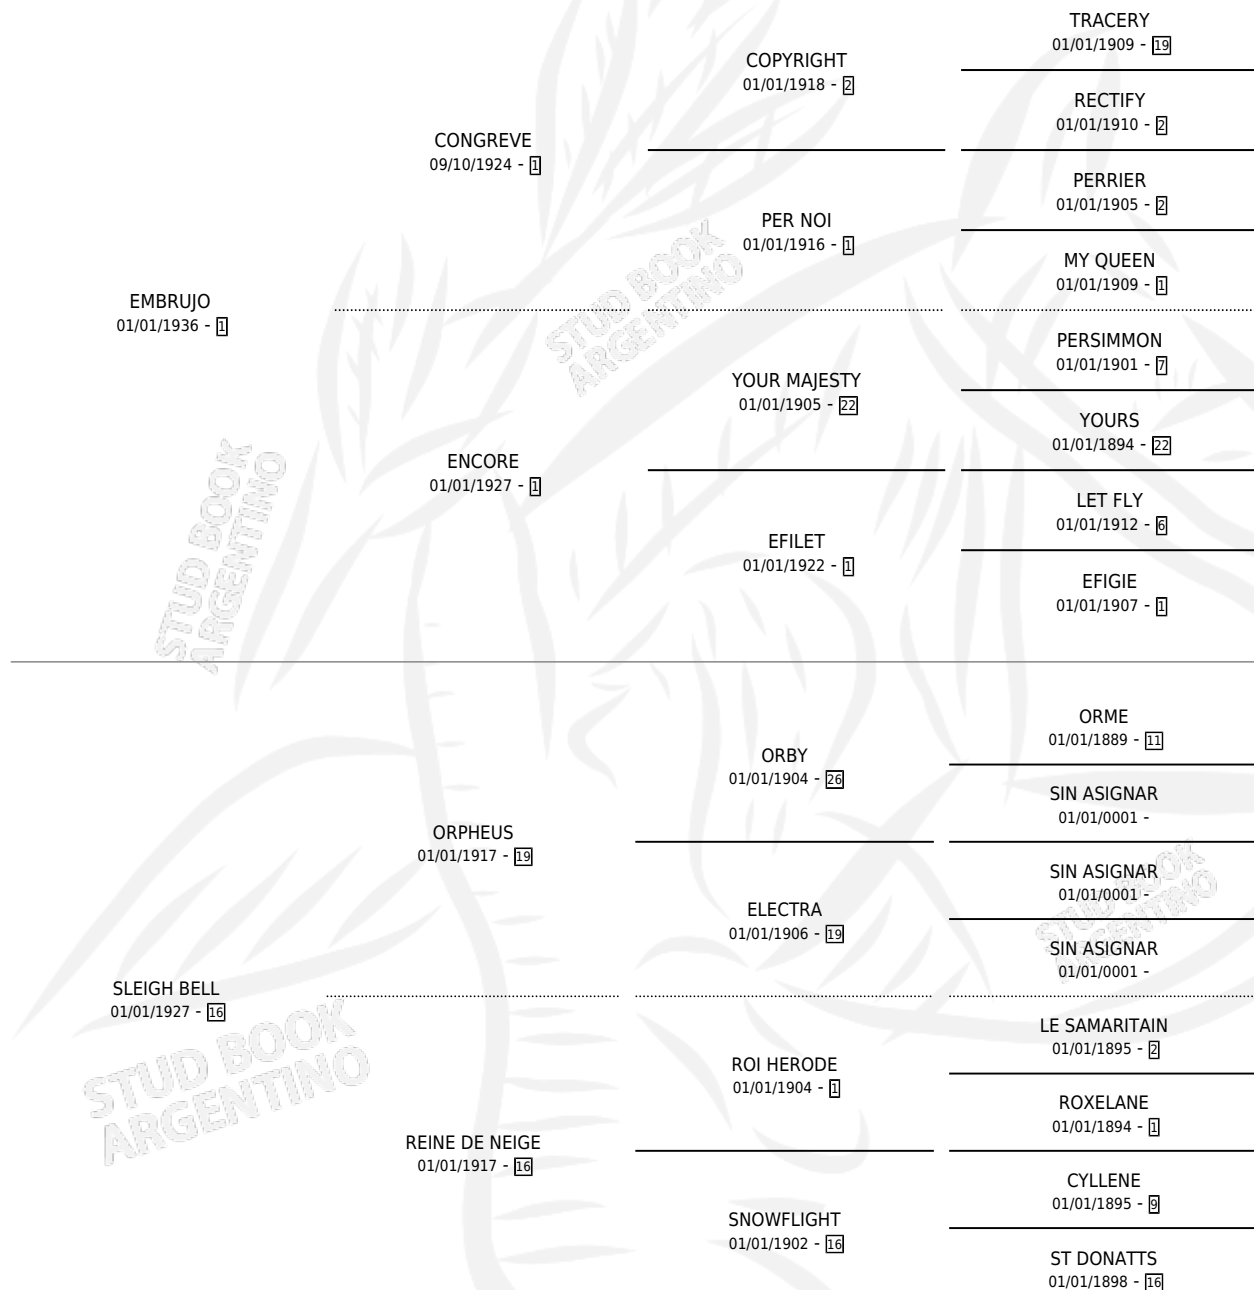 TRACERY
01/01/1909 - 19
COPYRIGHT
01/01/1918 - 2
RECTIFY
01/01/1910 - 2
CONGREVE
09/10/1924 - 1
PERRIER
01/01/1905 - 2
PER NOI
01/01/1916 - 1
MY QUEEN
01/01/1909 - 1
EMBRUJO
01/01/1936 - 1
STUD BOOK
ARGENTINO
PERSIMMON
01/01/1901 - 7
YOUR MAJESTY
01/01/1905 - 22
YOURS
01/01/1894 - 22
ENCORE
01/01/1927 - 1
LET FLY
01/01/1912 - 6
EFILET
01/01/1922 - 1
EFIGIE
01/01/1907 - 1
STUD BOOK
ARGENTINO
ORME
01/01/1889 - 11
ORBY
01/01/1904 - 26
SIN ASIGNAR
01/01/0001 -
ORPHEUS
01/01/1917 - 19
SIN ASIGNAR
01/01/0001 -
ELECTRA
01/01/1906 - 19
SIN ASIGNAR
01/01/0001 -
STUD BOOK
ARGENTINO
SLEIGH BELL
01/01/1927 - 16
LE SAMARITAIN
01/01/1895 - 2
ROI HERODE
01/01/1904 - 1
ROXELANE
01/01/1894 - 1
STUD BOOK
ARGENTINO
REINE DE NEIGE
01/01/1917 - 16
CYLLENE
01/01/1895 - 9
SNOWFLIGHT
01/01/1902 - 16
ST DONATTS
01/01/1898 - 16